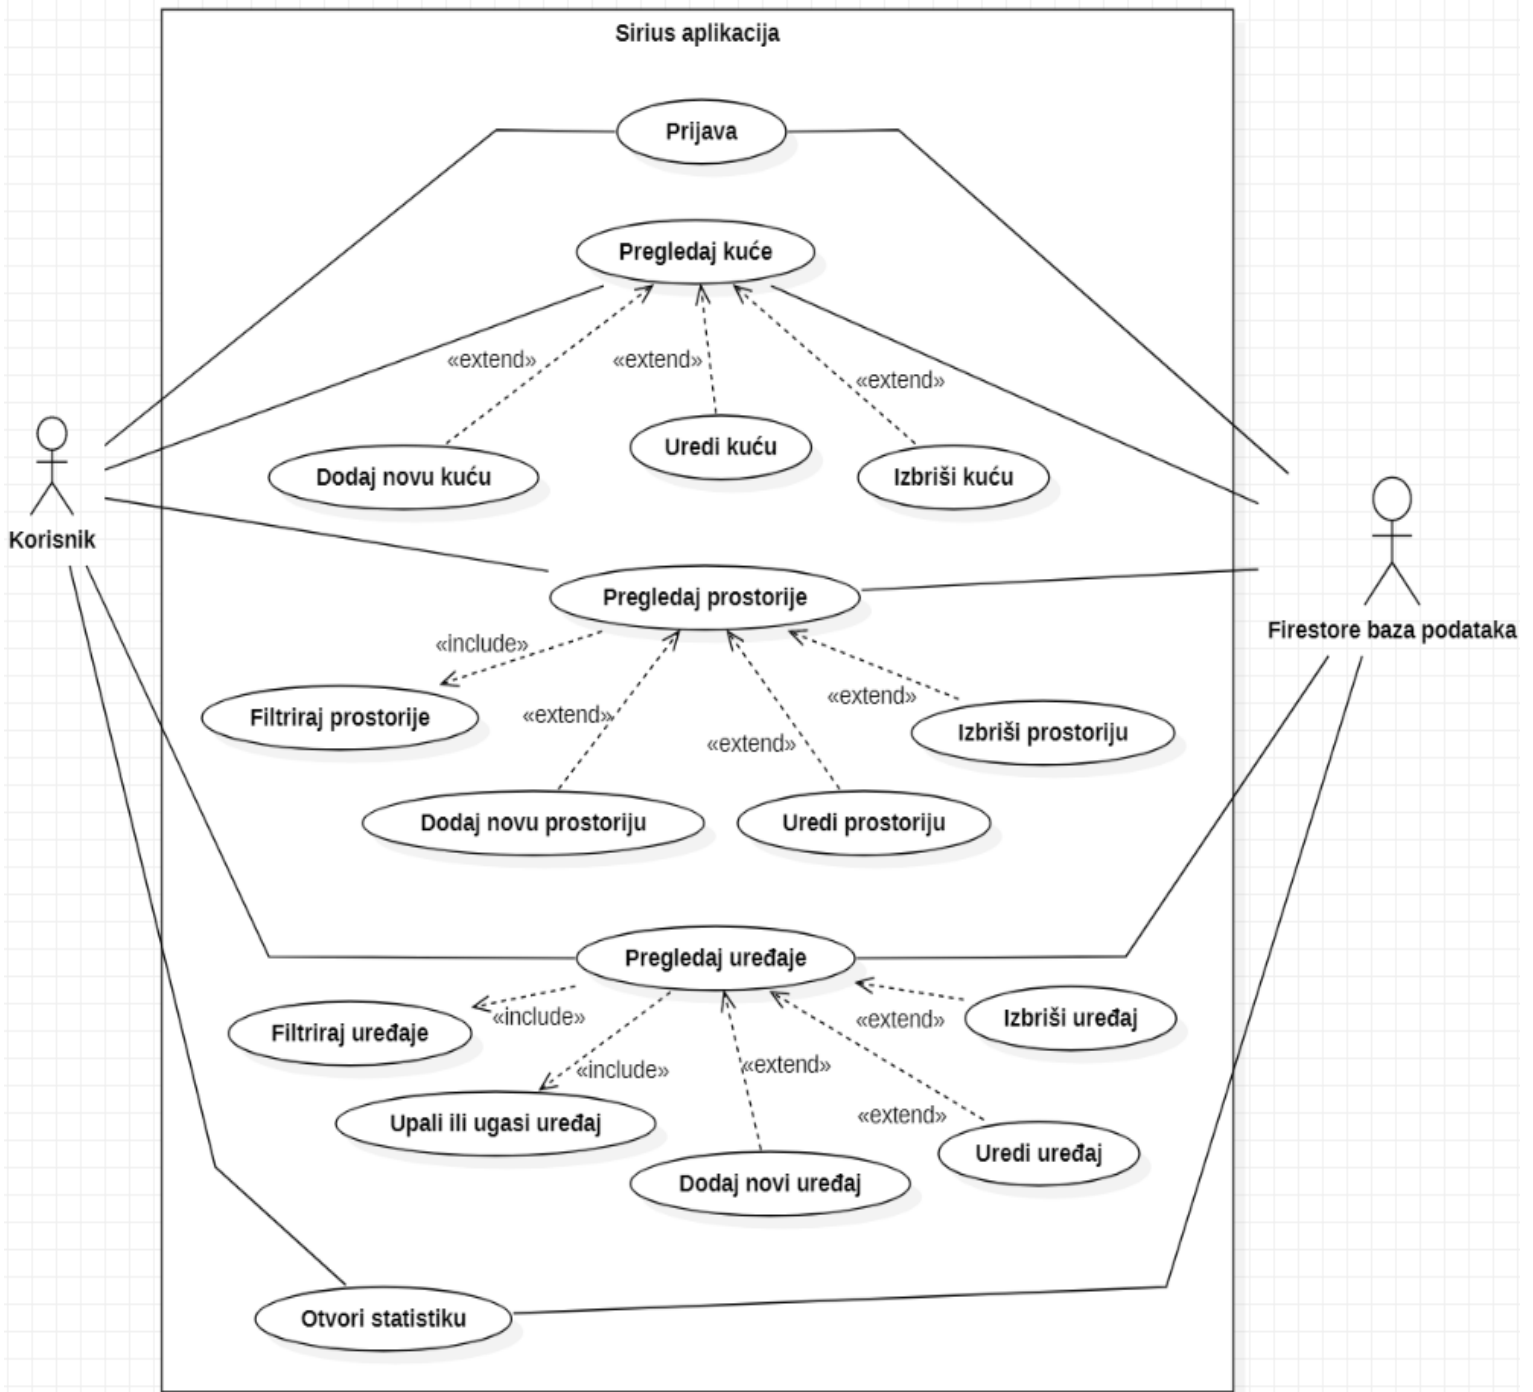 Sirius aplikacija
Prijava
Pregledaj kuće
«extend»
«extend»
«extend»
Dodaj novu kuću
Uredi kuću
Izbriši kuću
Korisnik
Pregledaj prostorije
Firestore baza podataka
«include»
«extend»
«extend»
«extend»
Filtriraj prostorije
Izbriši prostoriju
Dodaj novu prostoriju
Uredi prostoriju
Pregledaj uređaje
«include»
«extend»
Filtriraj uređaje
Izbriši uređaj
«include»
«extend»
«extend»
Upali ili ugasi uređaj
Uredi uređaj
Dodaj novi uređaj
Otvori statistiku